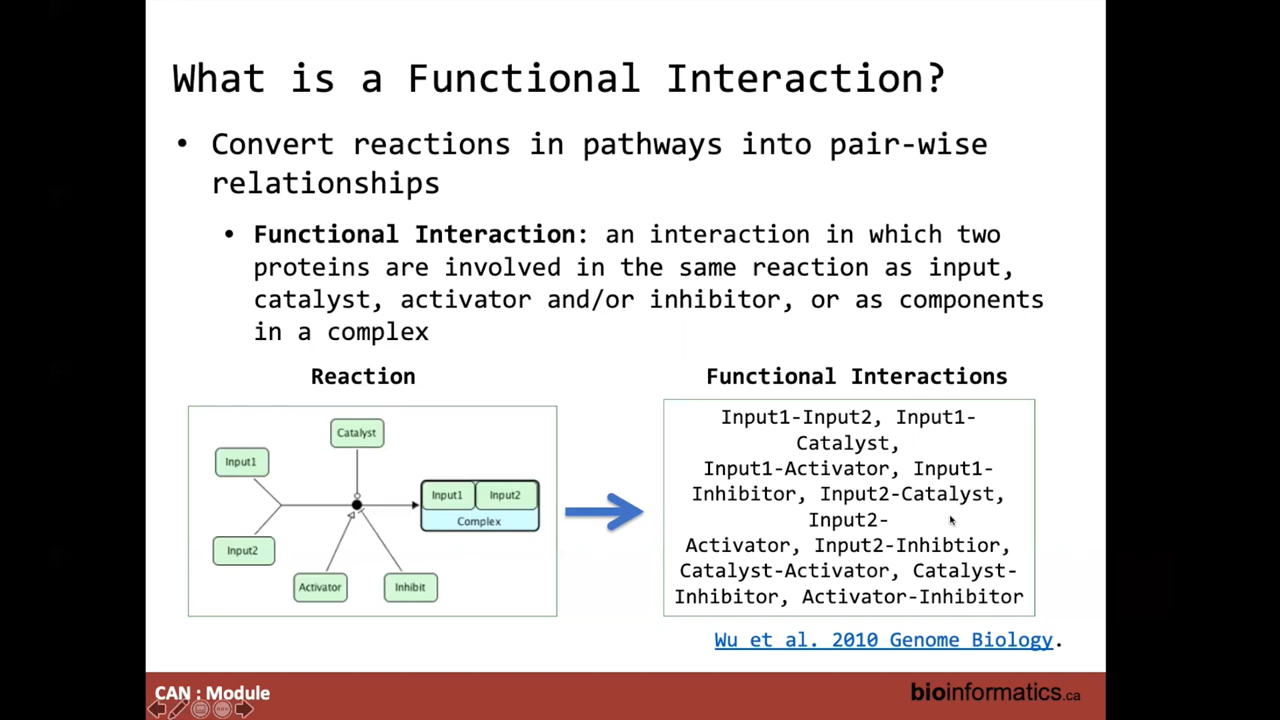 What is a Functional Interaction?
• Convert reactions in pathways into pair-wise
relationships
• Functional Interaction: an interaction in which two
proteins are involved in the same reaction as input,
catalyst, activator and/or inhibitor, or as components
in a complex
Reaction
Catalyst
Input1
Input1
Input2
Complex
Input2
Activator
Inhibit
Functional Interactions
Input1-Input2, Input1-
Catalyst,
Input1-Activator, Input1-
Inhibitor, Input2-Catalyst,
Input2-
Activator, Input2-Inhibtior,
Catalyst-Activator, Catalyst-
Inhibitor, Activator-Inhibitor
Wu et al. 2010 Genome Biology.
CAN : Module
bioinformatics.ca